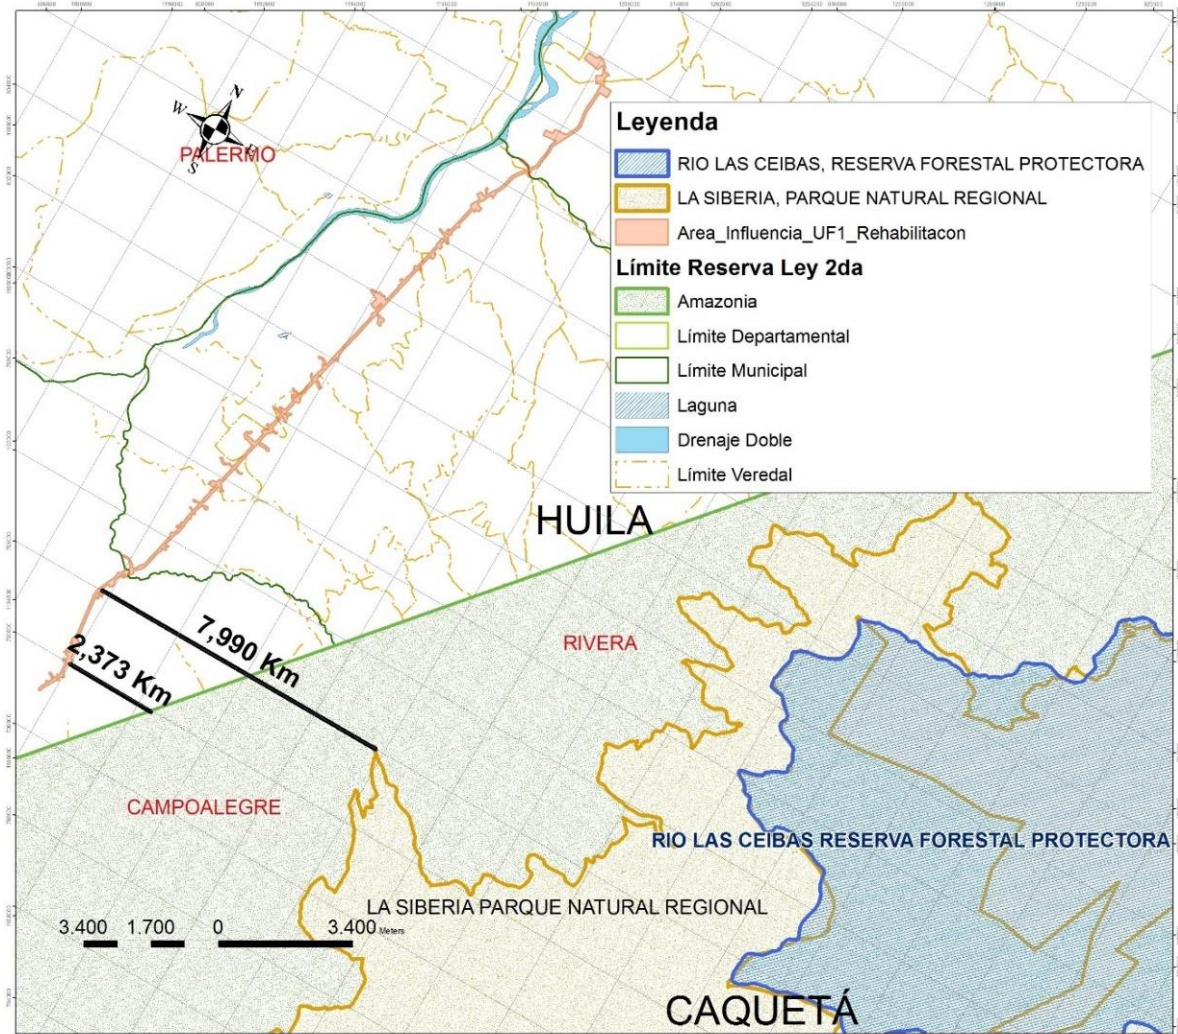 N
W
S
PALERMO
Leyenda
RIO LAS CEIBAS, RESERVA FORESTAL PROTECTORA
LA SIBERIA, PARQUE NATURAL REGIONAL
Area_Influencia_UF1_Rehabilitacon
Límite Reserva Ley 2da
Amazonia
Límite Departamental
Límite Municipal
Laguna
Drenaje Doble
Límite Veredal
HUILA
7,990 Km
2,373 Km
RIVERA
CAMPOALEGRE
RIO LAS CEIBAS RESERVA FORESTAL PROTECTORA
LA SIBERIA PARQUE NATURAL REGIONAL
3.400 1.700 0 3.400 Meters
CAQUETÁ